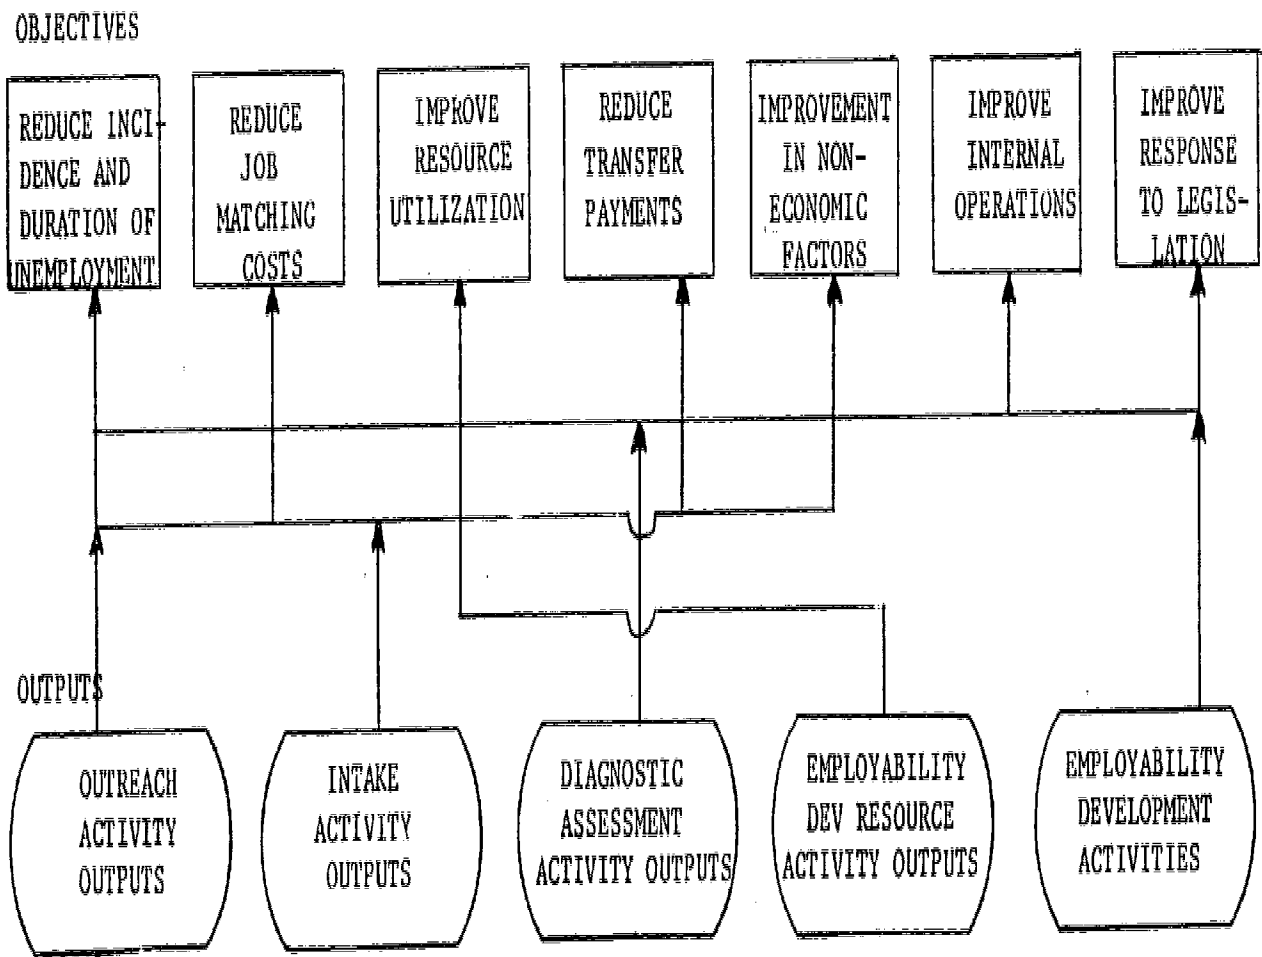 OBJECTIVES
REDUCE INCI-
DENCE AND
DURATION OF
UNEMPLOYMENT
REDUCE
JOB
MATCHING
COSTS
IMPROVE
RESOURCE
UTILIZATION
REDUCE
TRANSFER
PAYMENTS
IMPROVEMENT
IN NON-
ECONOMIC
FACTORS
IMPROVE
INTERNAL
OPERATIONS
IMPROVE
RESPONSE
TO LEGIS-
LATION
OUTPUTS
OUTREACH
ACTIVITY
OUTPUTS
INTAKE
ACTIVITY
OUTPUTS
DIAGNOSTIC
ASSESSMENT
ACTIVITY OUTPUTS
EMPLOYABILITY
DEV RESOURCE
ACTIVITY OUTPUTS
EMPLOYABILITY
DEVELOPMENT
ACTIVITIES